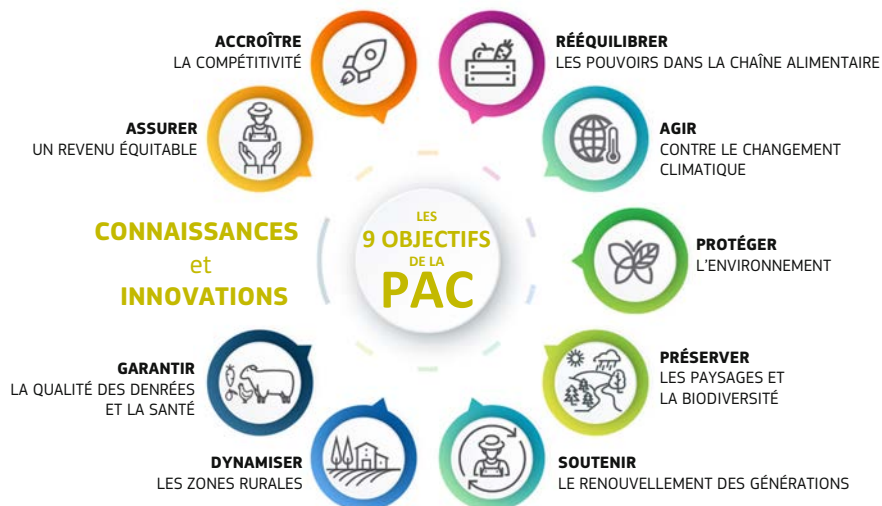 ACCROÎTRE
LA COMPÉTITIVITÉ
RÉÉQUILIBRER
LES POUVOIRS DANS LA CHAÎNE ALIMENTAIRE
ASSURER
UN REVENU ÉQUITABLE
AGIR
CONTRE LE CHANGEMENT
CLIMATIQUE
CONNAISSANCES
et
INNOVATIONS
LES
9 OBJECTIFS
DE LA
PAC
PROTÉGER
L'ENVIRONNEMENT
GARANTIR
LA QUALITÉ DES DENRÉES
ET LA SANTÉ
PRÉSERVER
LES PAYSAGES ET
LA BIODIVERSITÉ
DYNAMISER
LES ZONES RURALES
SOUTENIR
LE RENOUVELLEMENT DES GÉNÉRATIONS